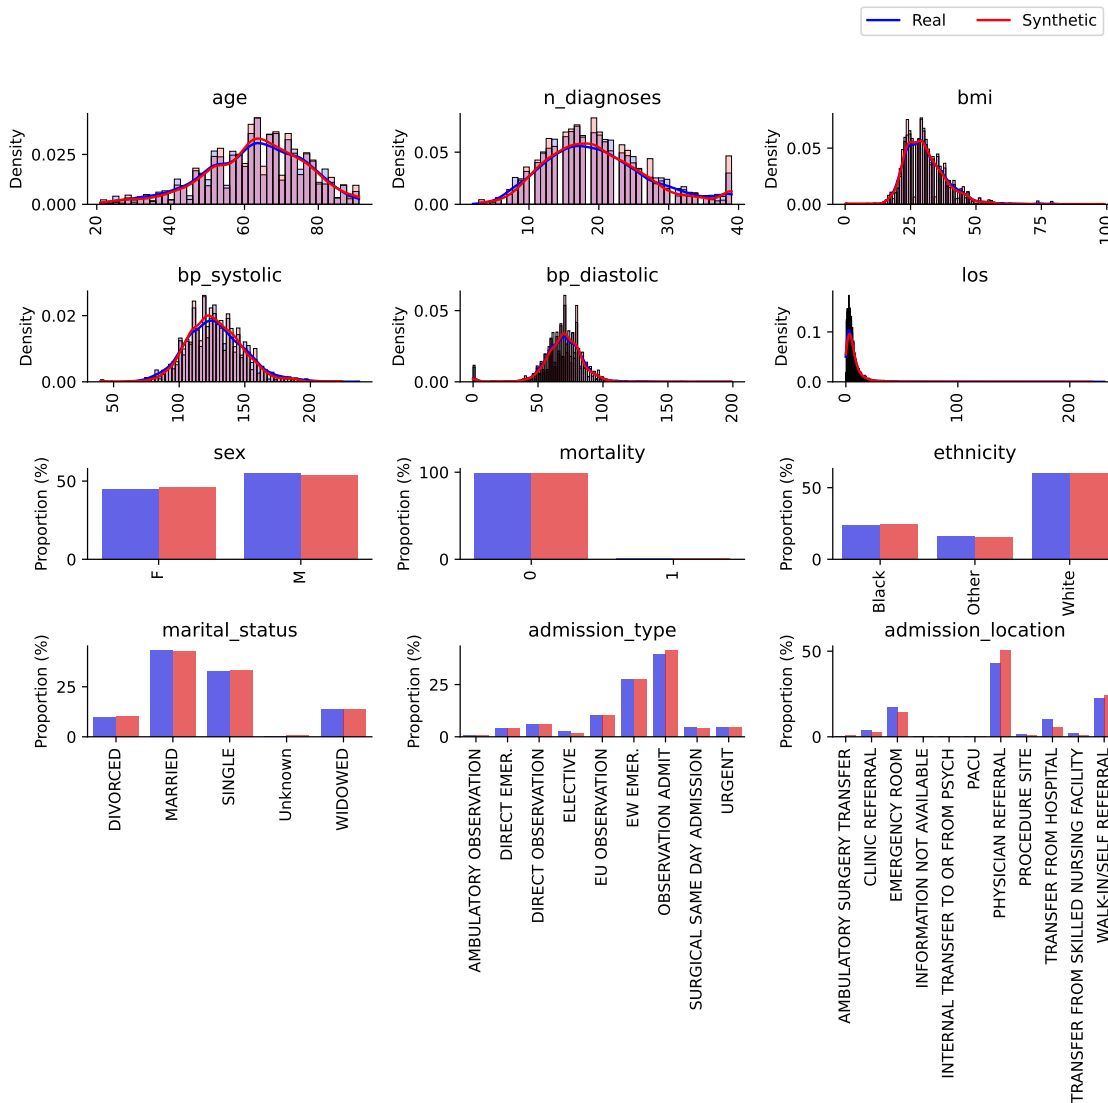 Real Synthetic
age
Density
0.025
0.000
20 40 60 80
n_diagnoses
Density
0.05
0.00
10 20 30 40
bmi
Density
0.05
0.00
0 25 50 75 100
bp_systolic
Density
0.02
0.00
50 100 150 200
bp_diastolic
Density
0.05
0.00
0 50 100 150 200
los
Density
0.1
0.0
0 100 200
sex
Proportion (%)
50
0
F M
mortality
Proportion (%)
100
0
0 1
ethnicity
Proportion (%)
50
0
Black Other White
marital_status
Proportion (%)
25
0
DIVORCED
MARRIED
SINGLE
Unknown
WIDOWED
admission_type
Proportion (%)
25
0
AMBULATORY OBSERVATION
DIRECT EMER.
DIRECT OBSERVATION
ELECTIVE
EU OBSERVATION
EW EMER.
OBSERVATION ADMIT
SURGICAL SAME DAY ADMISSION
URGENT
admission_location
Proportion (%)
50
0
AMBULATORY SURGERY TRANSFER
CLINIC REFERRAL
EMERGENCY ROOM
INFORMATION NOT AVAILABLE
INTERNAL TRANSFER TO OR FROM PSYCH
PACU
PHYSICIAN REFERRAL
PROCEDURE SITE
TRANSFER FROM HOSPITAL
TRANSFER FROM SKILLED NURSING FACILITY
WALK-IN/SELF REFERRAL